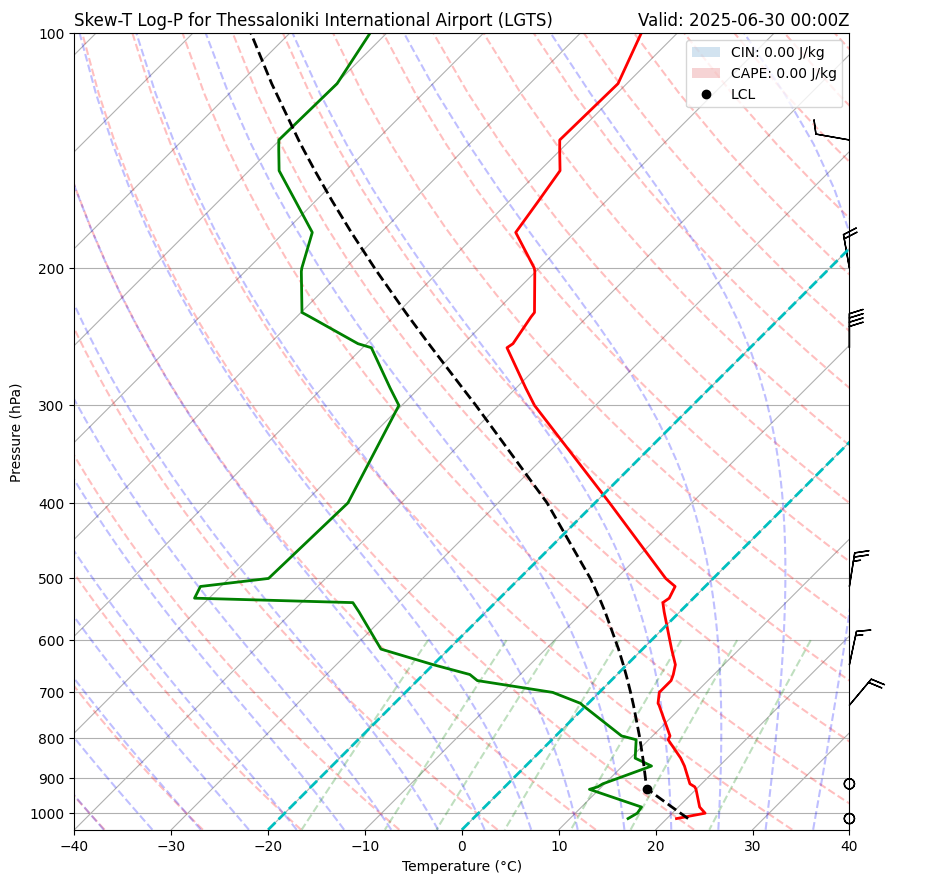 Skew-T Log-P for Thessaloniki International Airport (LGTS)
Valid: 2025-06-30 00:00Z
CIN: 0.00 J/kg
CAPE: 0.00 J/kg
LCL
Pressure (hPa)
100
200
300
400
500
600
700
800
900
1000
−40
−30
−20
−10
0
10
20
30
40
Temperature (°C)